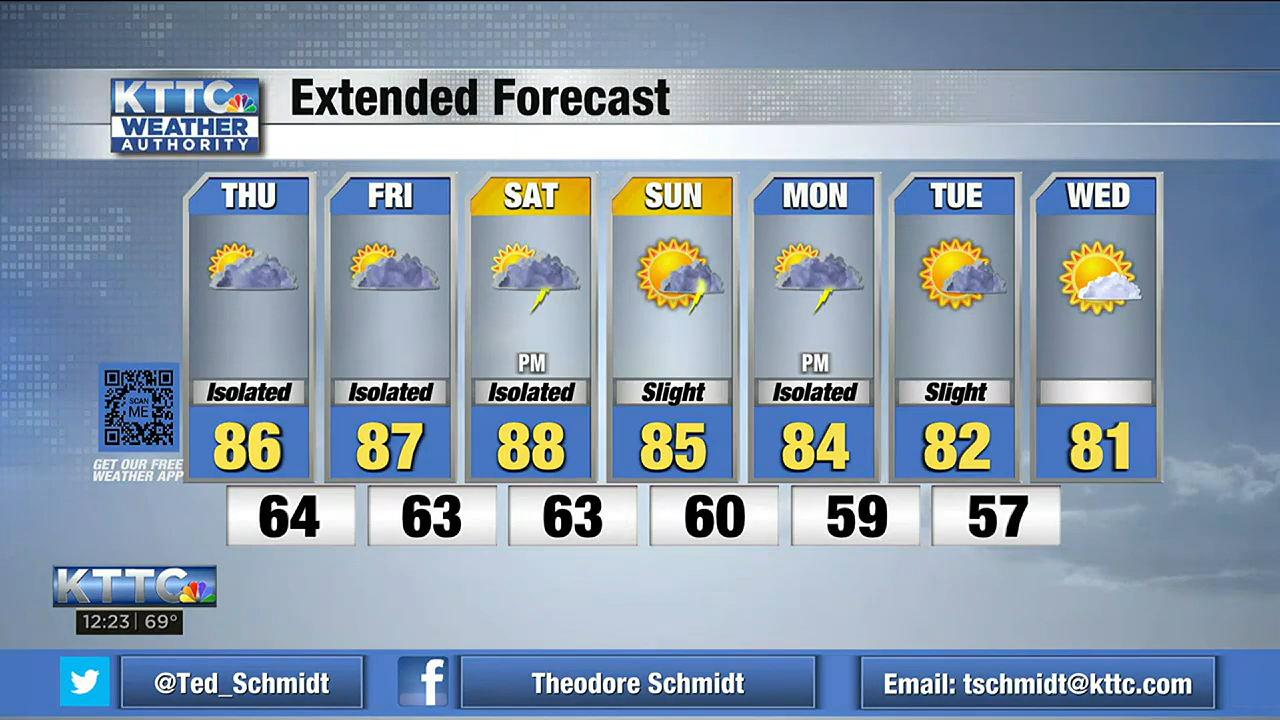 KTTC
WEATHER
AUTHORITY
Extended Forecast
THU FRI SAT SUN MON TUE WED
PM PM
Isolated Isolated Isolated Slight Isolated Slight
86 87 88 85 84 82 81
SCAN
ME
GET OUR FREE
WEATHER APP
64 63 63 60 59 57
KTTC
12:23 69°
@Ted_Schmidt Theodore Schmidt Email: tschmidt@kttc.com